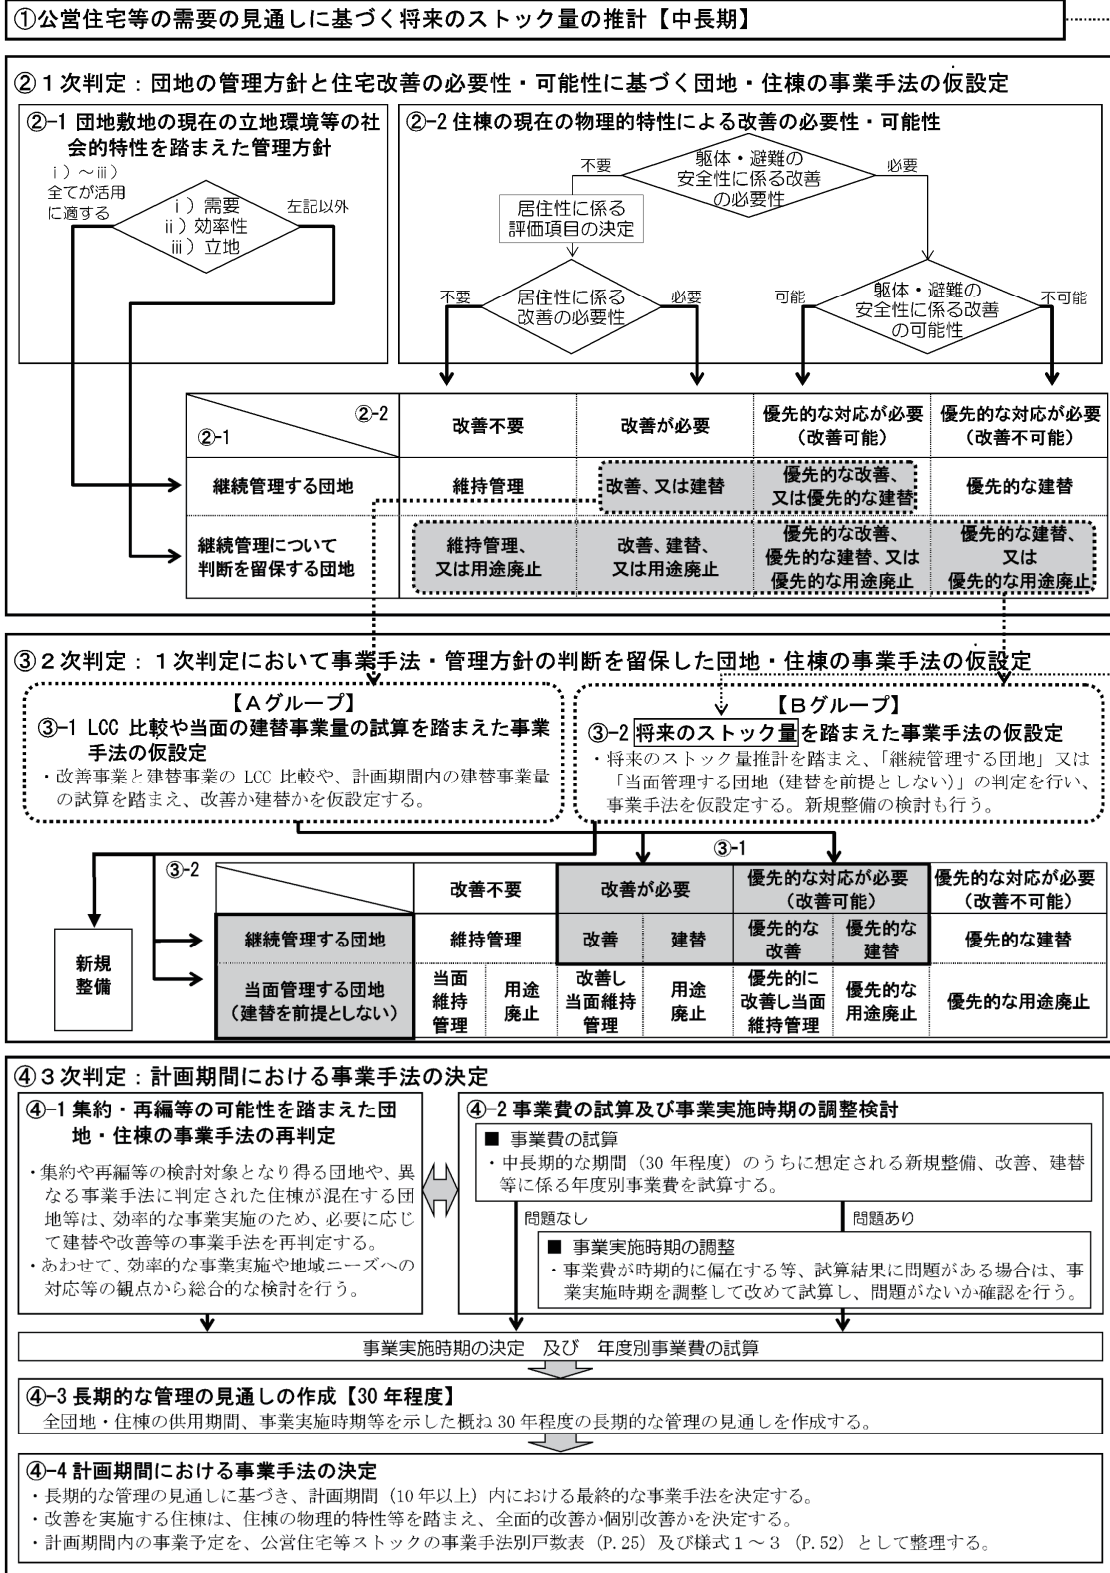 ①公営住宅等の需要の見通しに基づく将来のストック量の推計【中長期】
②１次判定：団地の管理方針と住宅改善の必要性・可能性に基づく団地・住棟の事業手法の仮設定
②-1 団地敷地の現在の立地環境等の社
会的特性を踏まえた管理方針
ⅰ）～ⅲ）
全てが活用
に適する
ⅰ）需要
ⅱ）効率性
ⅲ）立地
左記以外
②-2 住棟の現在の物理的特性による改善の必要性・可能性
不要
躯体・避難の
安全性に係る改善
の必要性
必要
居住性に係る
評価項目の決定
不要
居住性に係る
改善の必要性
必要
可能
躯体・避難の
安全性に係る改善
の可能性
不可能
②-2
②-1
改善不要
改善が必要
優先的な対応が必要
（改善可能）
優先的な対応が必要
（改善不可能）
継続管理する団地
維持管理
改善、又は建替
優先的な改善、
又は優先的な建替
優先的な建替
継続管理について
判断を留保する団地
維持管理、
又は用途廃止
改善、建替、
又は用途廃止
優先的な改善、
優先的な建替、又は
優先的な用途廃止
優先的な建替、
又は
優先的な用途廃止
③２次判定：１次判定において事業手法・管理方針の判断を留保した団地・住棟の事業手法の仮設定
【Ａグループ】
③-1 LCC 比較や当面の建替事業量の試算を踏まえた事業
手法の仮設定
・改善事業と建替事業の LCC 比較や、計画期間内の建替事業量
の試算を踏まえ、改善か建替かを仮設定する。
【Ｂグループ】
③-2 将来のストック量を踏まえた事業手法の仮設定
・将来のストック量推計を踏まえ、「継続管理する団地」又は
「当面管理する団地（建替を前提としない）」の判定を行い、
事業手法を仮設定する。新規整備の検討も行う。
③-2
③-1
新規
整備
改善不要
改善が必要
優先的な対応が必要
（改善可能）
優先的な対応が必要
（改善不可能）
継続管理する団地
維持管理
改善
建替
優先的な
改善
優先的な
建替
優先的な建替
当面管理する団地
（建替を前提としない）
当面
維持
管理
用途
廃止
改善し
当面維持
管理
用途
廃止
優先的に
改善し当面
維持管理
優先的な
用途廃止
優先的な用途廃止
④３次判定：計画期間における事業手法の決定
④-1 集約・再編等の可能性を踏まえた団
地・住棟の事業手法の再判定
・集約や再編等の検討対象となり得る団地や、異
なる事業手法に判定された住棟が混在する団
地等は、効率的な事業実施のため、必要に応じ
て建替や改善等の事業手法を再判定する。
・あわせて、効率的な事業実施や地域ニーズへの
対応等の観点から総合的な検討を行う。
④-2 事業費の試算及び事業実施時期の調整検討
■ 事業費の試算
・中長期的な期間（30 年程度）のうちに想定される新規整備、改善、建替
等に係る年度別事業費を試算する。
問題なし
問題あり
■ 事業実施時期の調整
・事業費が時期的に偏在する等、試算結果に問題がある場合は、事
業実施時期を調整して改めて試算し、問題がないか確認を行う。
事業実施時期の決定　及び　年度別事業費の試算
④-3 長期的な管理の見通しの作成【30 年程度】
全団地・住棟の供用期間、事業実施時期等を示した概ね 30 年程度の長期的な管理の見通しを作成する。
④-4 計画期間における事業手法の決定
・長期的な管理の見通しに基づき、計画期間（10 年以上）内における最終的な事業手法を決定する。
・改善を実施する住棟は、住棟の物理的特性等を踏まえ、全面的改善か個別改善かを決定する。
・計画期間内の事業予定を、公営住宅等ストックの事業手法別戸数表（P.25）及び様式１～３（P.52）として整理する。